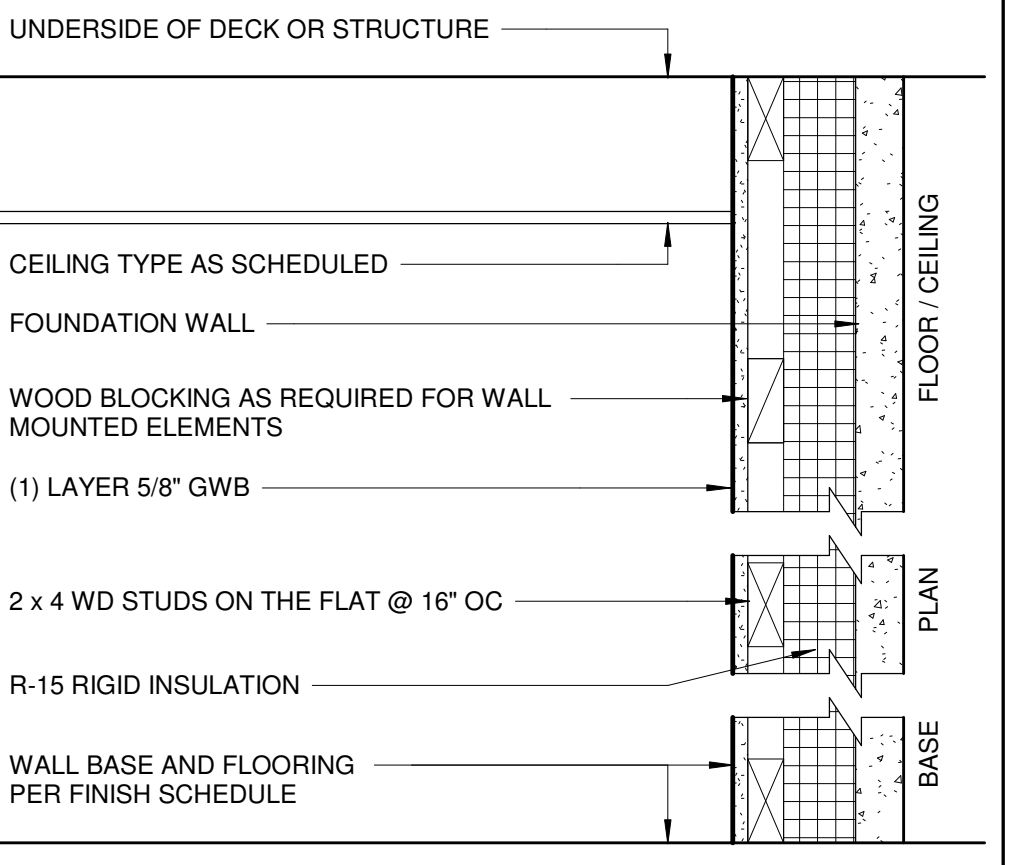 UNDERSIDE OF DECK OR STRUCTURE
CEILING TYPE AS SCHEDULED
FOUNDATION WALL
WOOD BLOCKING AS REQUIRED FOR WALL
MOUNTED ELEMENTS
(1) LAYER 5/8" GWB
2 x 4 WD STUDS ON THE FLAT @ 16" OC
R-15 RIGID INSULATION
WALL BASE AND FLOORING
PER FINISH SCHEDULE
FLOOR / CEILING
PLAN
BASE